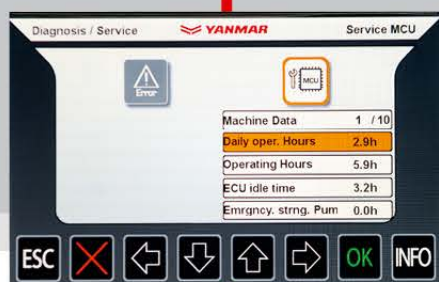 Diagnosis / Service
YANMAR
Service MCU
Error
MCU
Machine Data 1 / 10
Daily oper. Hours 2.9h
Operating Hours 5.9h
ECU idle time 3.2h
Emrgncy. strng. Pum 0.0h
ESC
OK
INFO